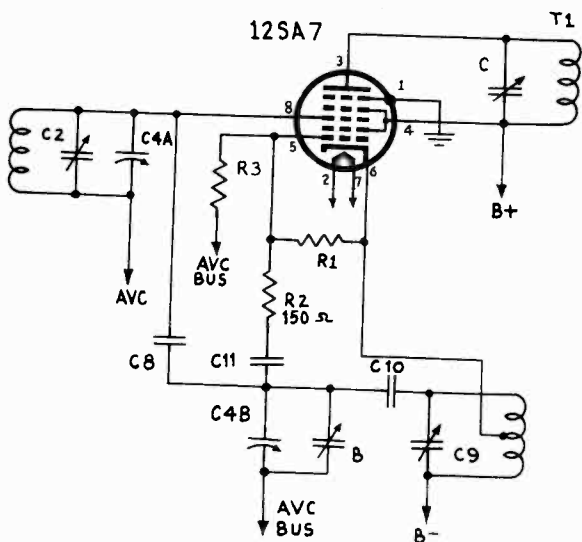 12SA7
T1
3
1
C
8
4
C2
C4A
5
R3
2
7
6
B+
R1
AVC
BUS
AVC
R2
150 Ω
C8
C11
C10
C4B
B
C9
AVC
BUS
B-